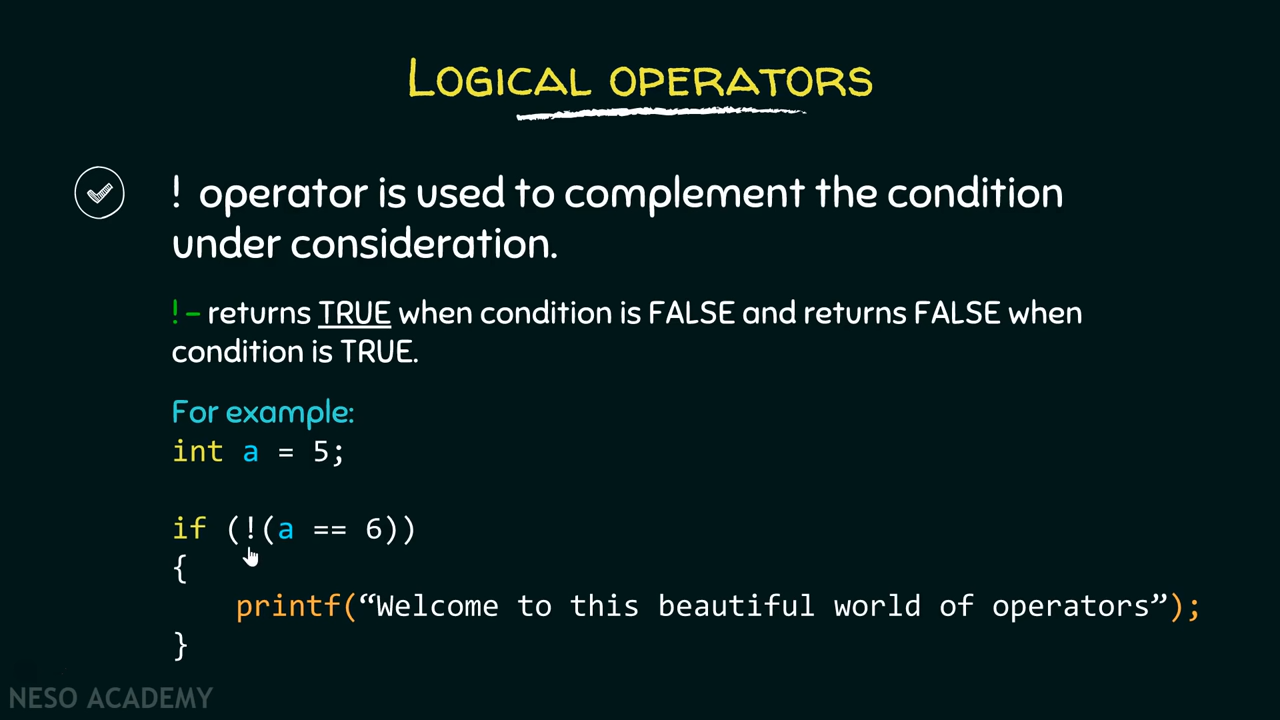 LOGICAL OPERATORS
! operator is used to complement the condition
under consideration.
! - returns TRUE when condition is FALSE and returns FALSE when
condition is TRUE.
For example:
int a = 5;
if (!(a == 6))
{
printf(“Welcome to this beautiful world of operators”);
}
NESO ACADEMY